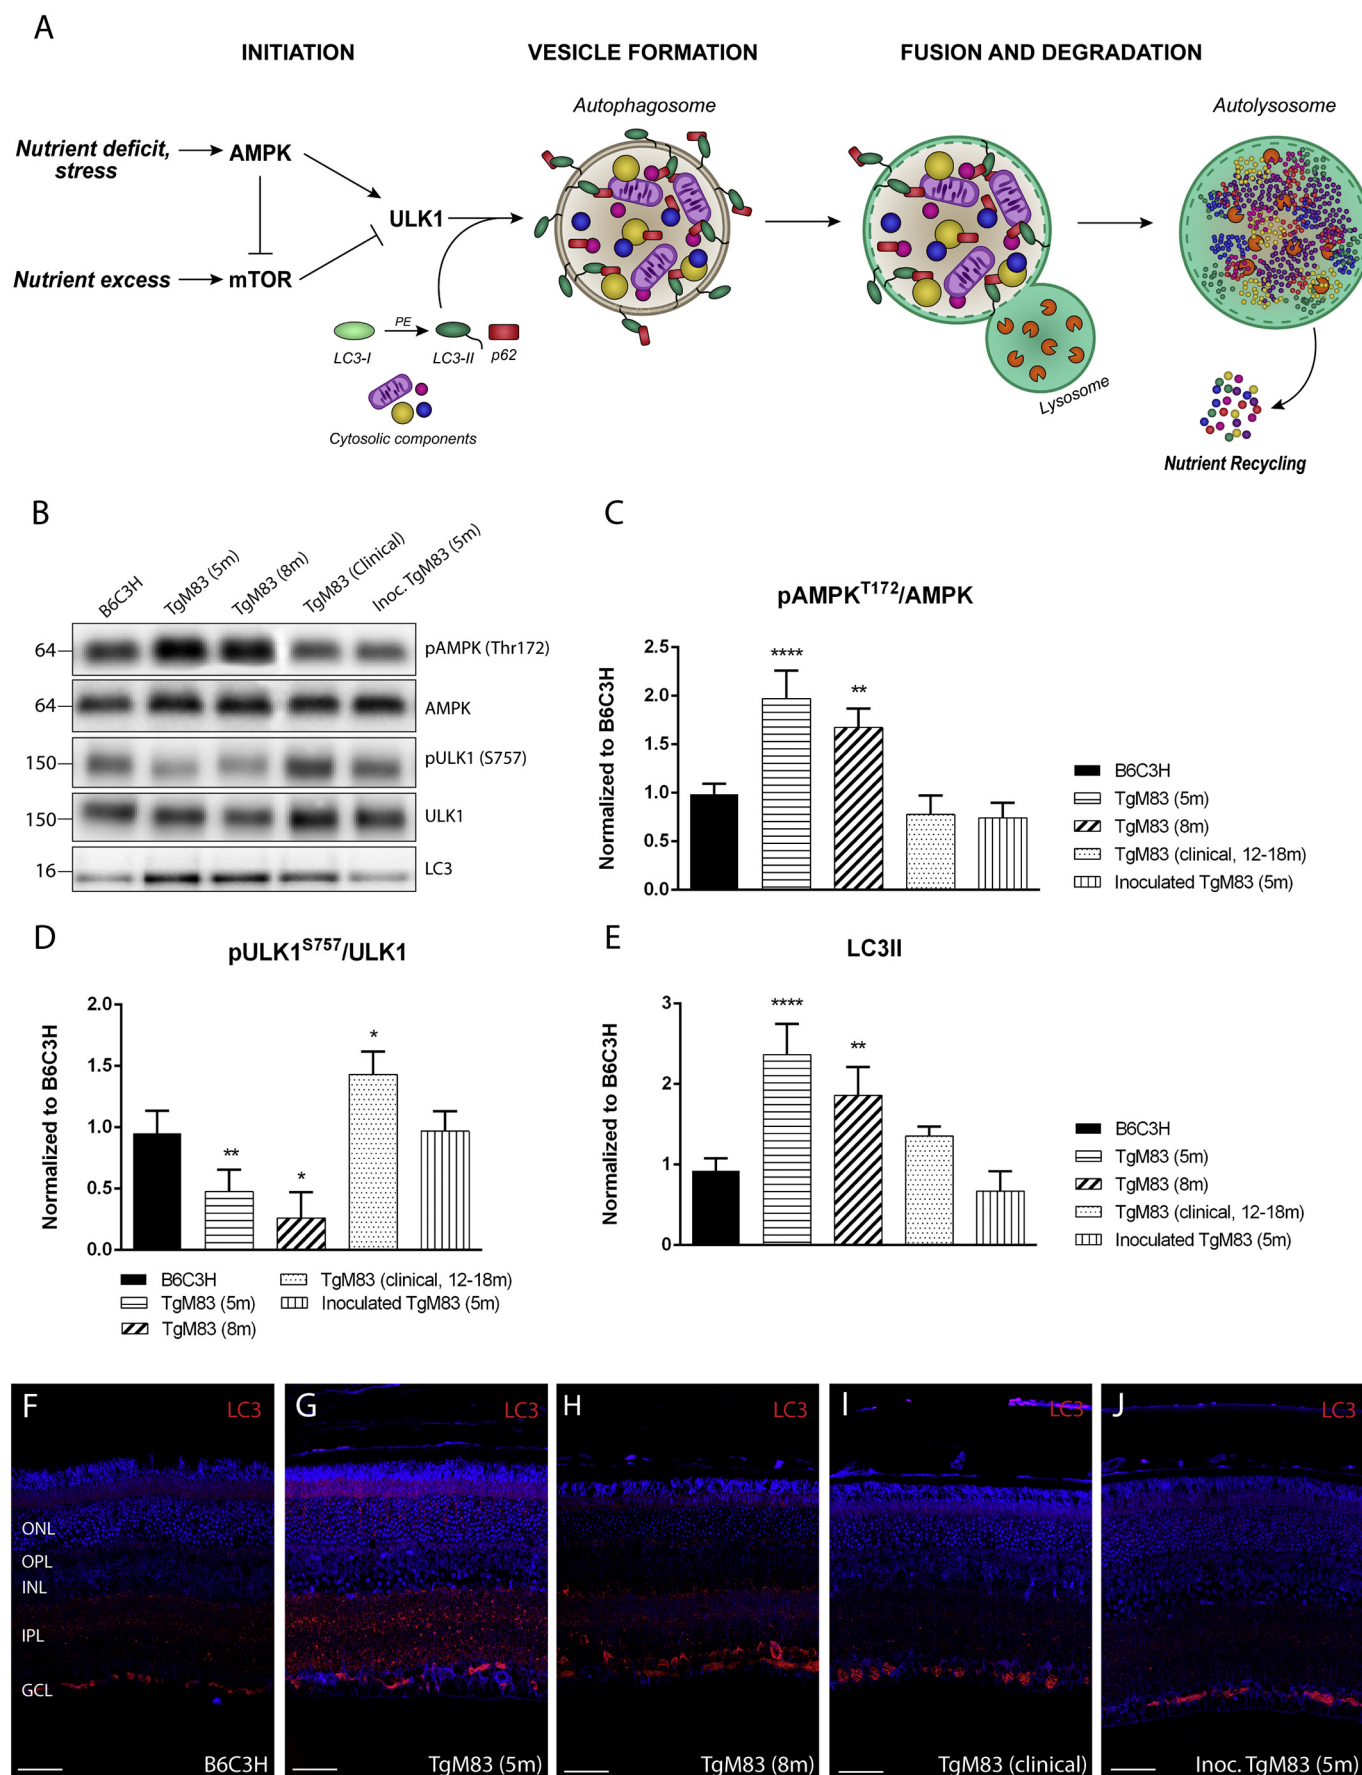 A
INITIATION
VESICLE FORMATION
FUSION AND DEGRADATION
Autophagosome
Autolysosome
Nutrient deficit,
stress
AMPK
ULK1
Nutrient excess
mTOR
PE
LC3-I
LC3-II
p62
Cytosolic components
Lysosome
Nutrient Recycling
B
B6C3H
TgM83 (5m)
TgM83 (8m)
TgM83 (Clinical)
Inoc. TgM83 (5m)
64
pAMPK (Thr172)
64
AMPK
150
pULK1 (S757)
150
ULK1
16
LC3
C
pAMPK^T172/AMPK
Normalized to B6C3H
2.5
2.0
1.5
1.0
0.5
0.0
****
**
B6C3H
TgM83 (5m)
TgM83 (8m)
TgM83 (clinical, 12-18m)
Inoculated TgM83 (5m)
D
pULK1^S757/ULK1
Normalized to B6C3H
2.0
1.5
1.0
0.5
0.0
**
*
*
B6C3H
TgM83 (5m)
TgM83 (8m)
TgM83 (clinical, 12-18m)
Inoculated TgM83 (5m)
E
LC3II
Normalized to B6C3H
3
2
1
0
****
**
B6C3H
TgM83 (5m)
TgM83 (8m)
TgM83 (clinical, 12-18m)
Inoculated TgM83 (5m)
F
LC3
ONL
OPL
INL
IPL
GCL
B6C3H
G
LC3
TgM83 (5m)
H
LC3
TgM83 (8m)
I
LC3
TgM83 (clinical)
J
LC3
Inoc. TgM83 (5m)